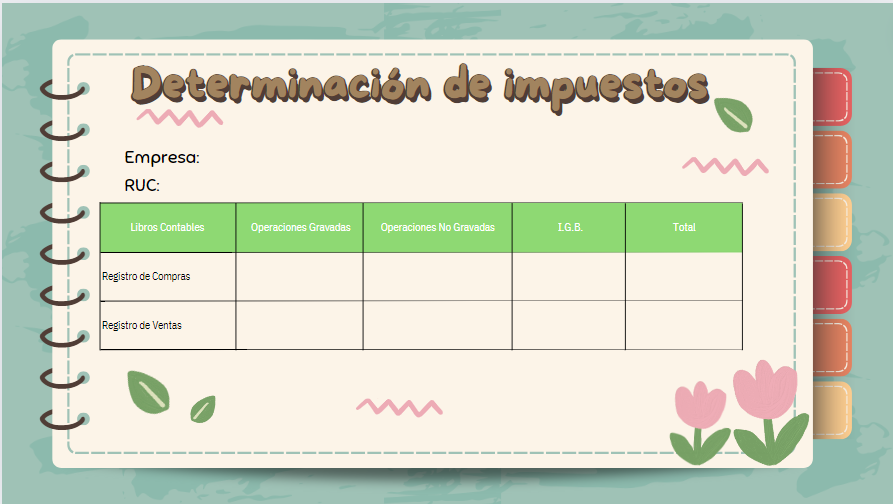 Determinación de impuestos
Empresa:
RUC:
Libros Contables Operaciones Gravadas Operaciones No Gravadas I.G.B. Total
Registro de Compras
Registro de Ventas